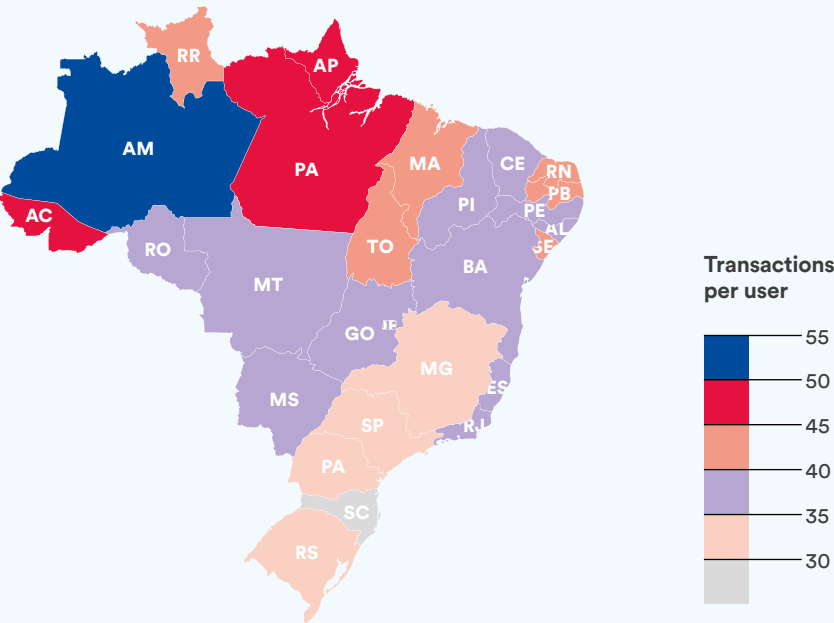 RR
AP
AM
PA
MA
CE
RN
PB
PI
PE
AL
SE
AC
TO
RO
BA
MT
GO
MG
ES
MS
SP
RJ
PA
SC
RS
Transactions
per user
55
50
45
40
35
30